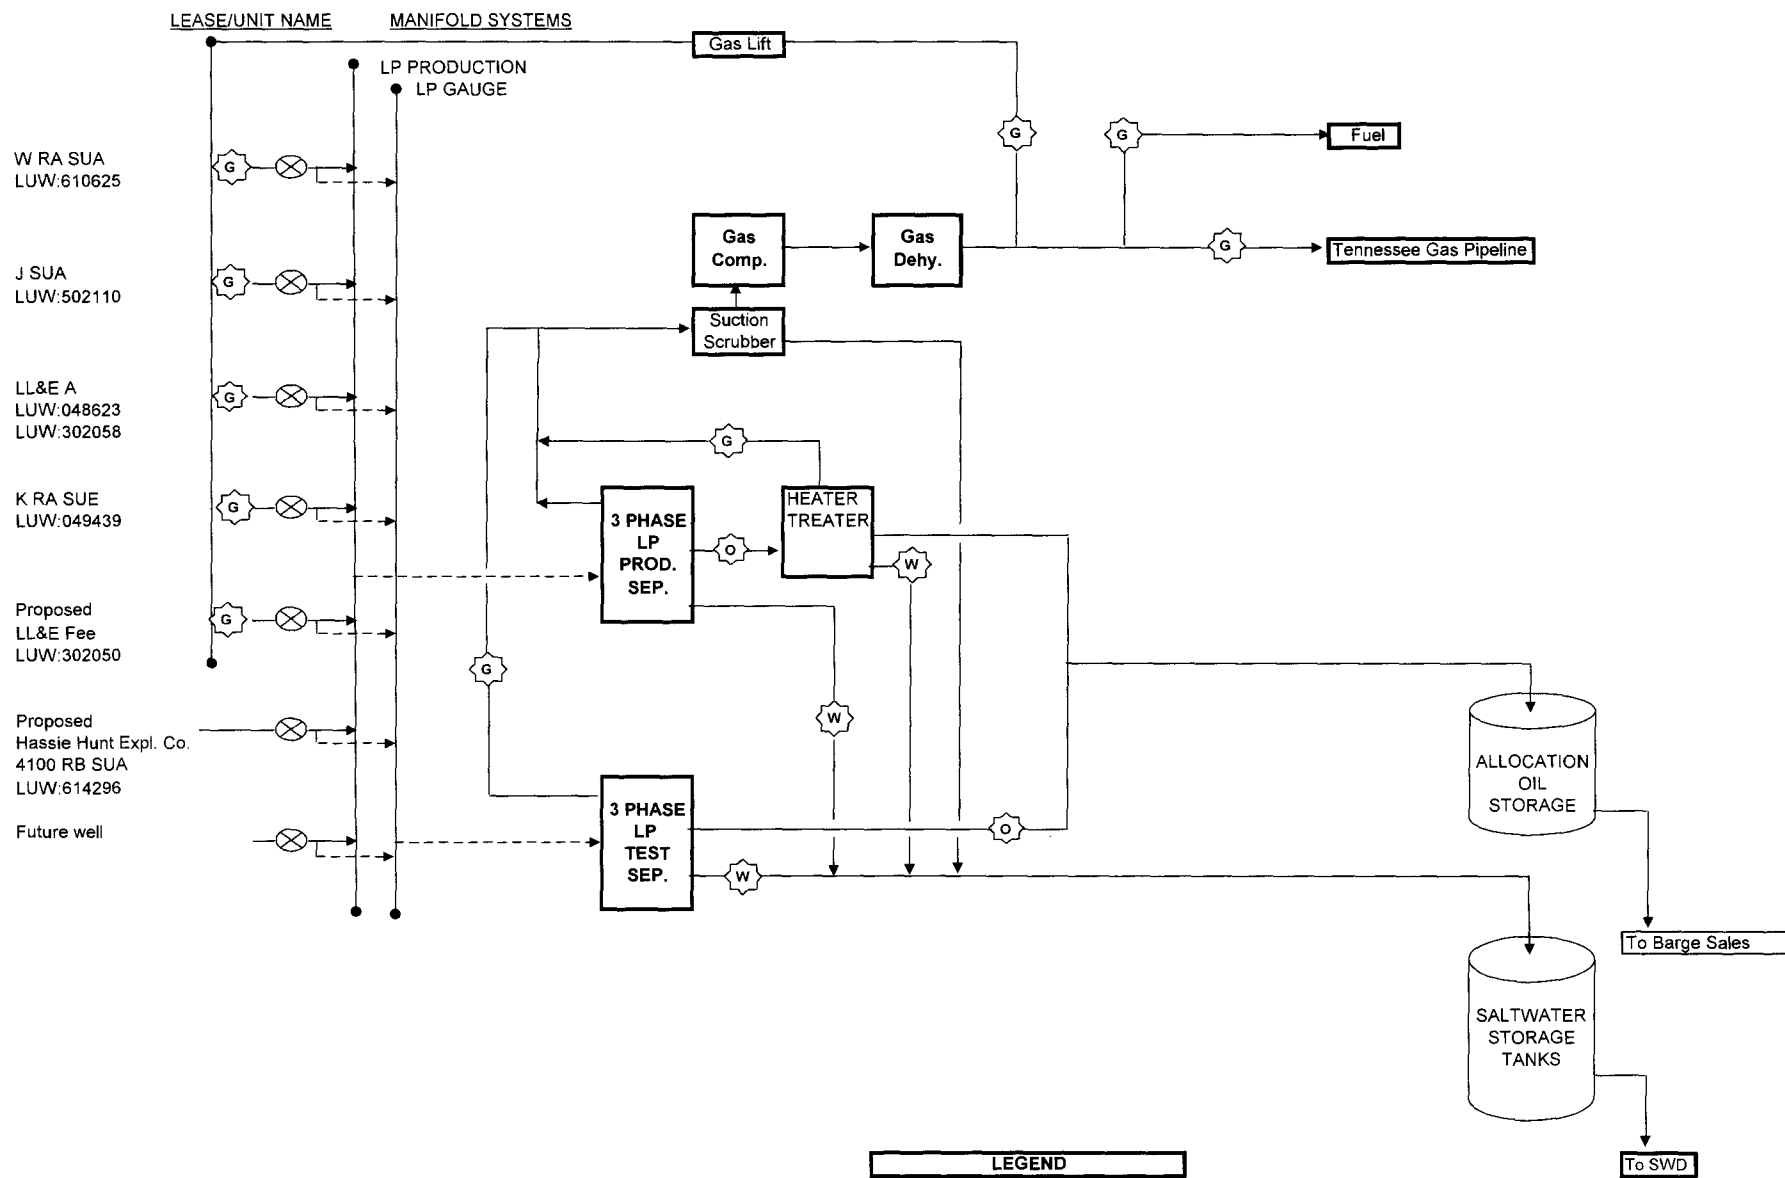 LEASE/UNIT NAME
MANIFOLD SYSTEMS
Gas Lift
LP PRODUCTION
LP GAUGE
G
G
Fuel
W RA SUA
LUW:610625
G
Gas
Comp.
Gas
Dehy.
G
Tennessee Gas Pipeline
J SUA
LUW:502110
G
Suction
Scrubber
LL&E A
LUW:048623
LUW:302058
G
G
K RA SUE
LUW:049439
G
3 PHASE
LP
PROD.
SEP.
O
HEATER
TREATER
W
Proposed
LL&E Fee
LUW:302050
G
G
W
Proposed
Hassie Hunt Expl. Co.
4100 RB SUA
LUW:614296
ALLOCATION
OIL
STORAGE
Future well
3 PHASE
LP
TEST
SEP.
O
W
To Barge Sales
SALTWATER
STORAGE
TANKS
LEGEND
To SWD